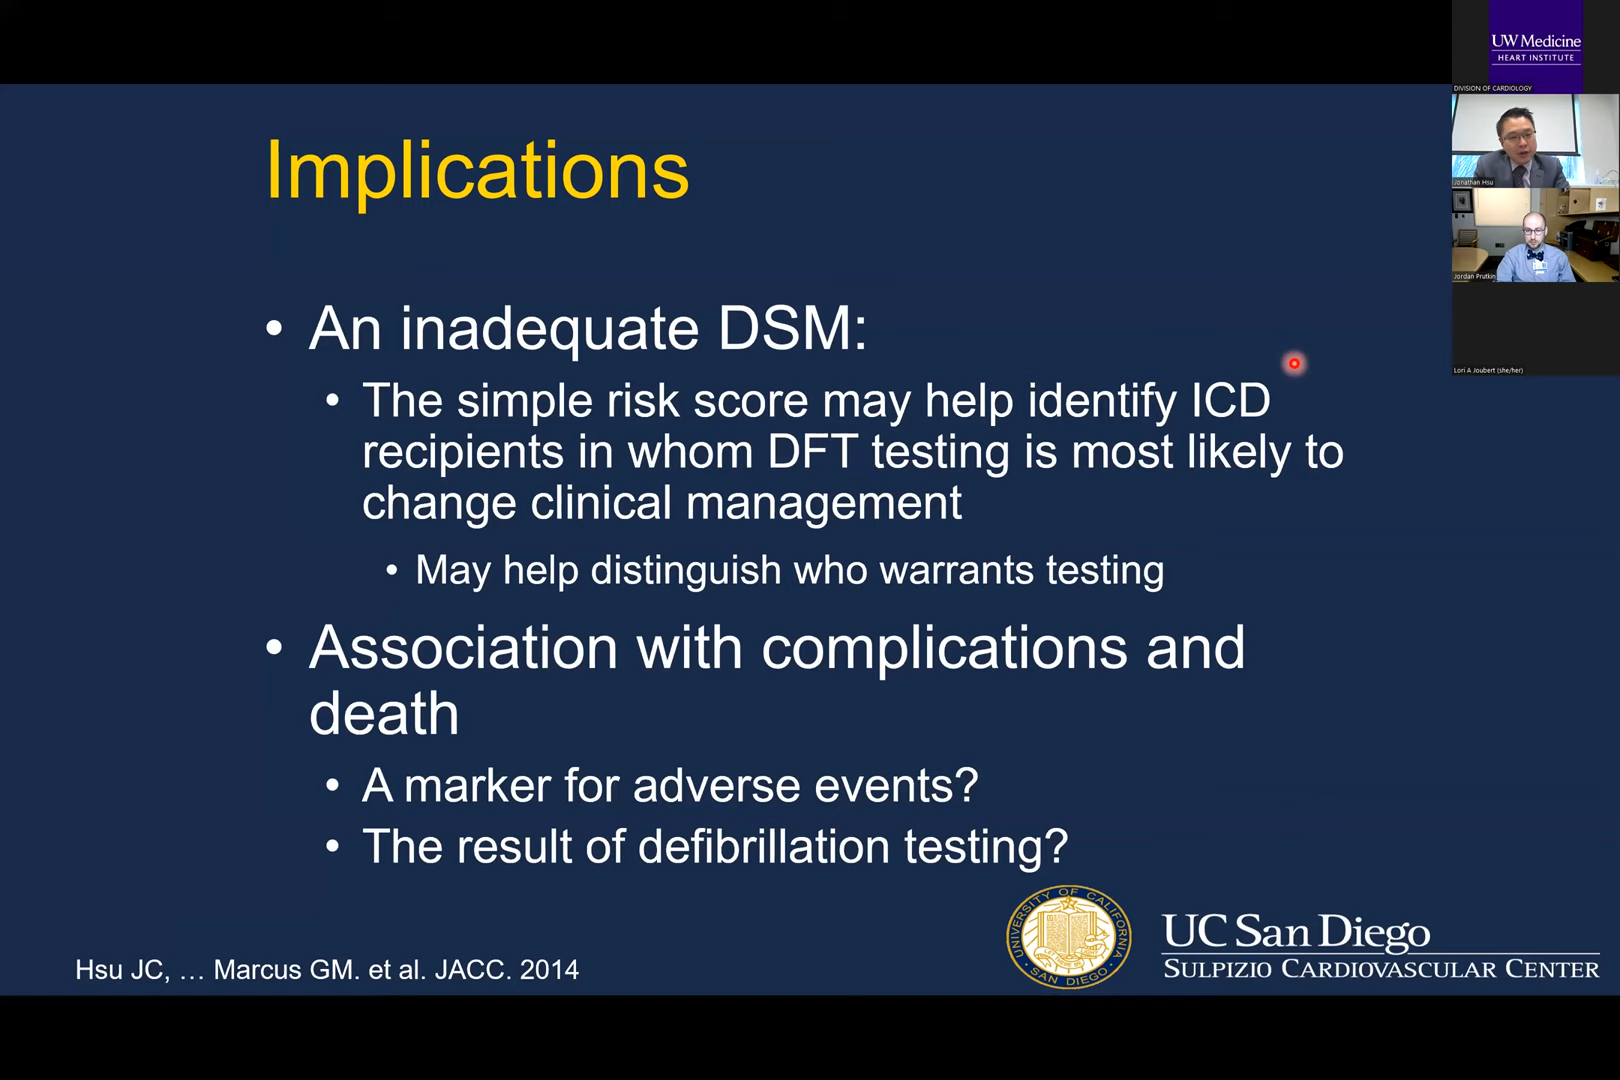 Implications
• An inadequate DSM:
• The simple risk score may help identify ICD
recipients in whom DFT testing is most likely to
change clinical management
• May help distinguish who warrants testing
• Association with complications and
death
• A marker for adverse events?
• The result of defibrillation testing?
Hsu JC, … Marcus GM. et al. JACC. 2014
UNIVERSITY OF CALIFORNIA
SAN DIEGO
UC San Diego
SULPIZIO CARDIOVASCULAR CENTER
UW Medicine
HEART INSTITUTE
DIVISION OF CARDIOLOGY
Jonathan Hsu
Jordan Prutkin
Lori A Joubert (she/her)